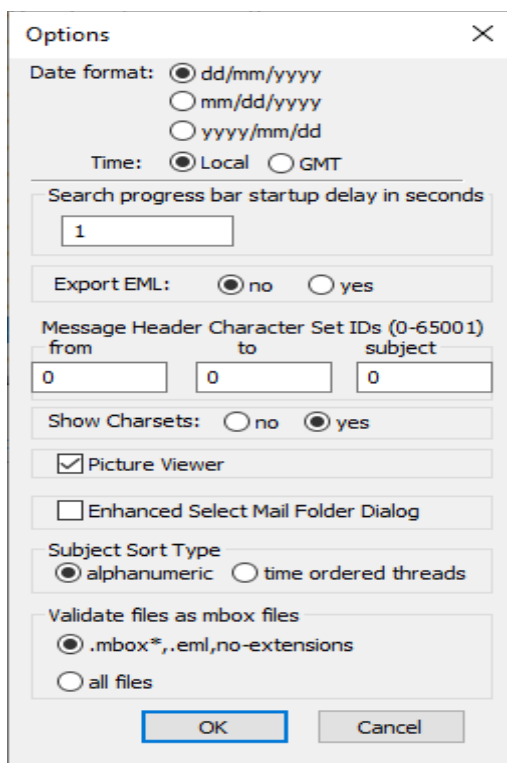 Options
Date format: dd/mm/yyyy
mm/dd/yyyy
yyyy/mm/dd
Time: Local GMT
Search progress bar startup delay in seconds
1
Export EML: no yes
Message Header Character Set IDs (0-65001)
from to subject
0 0 0
Show Charsets: no yes
Picture Viewer
Enhanced Select Mail Folder Dialog
Subject Sort Type
alphanumeric time ordered threads
Validate files as mbox files
.mbox*,.eml,no-extensions
all files
OK Cancel